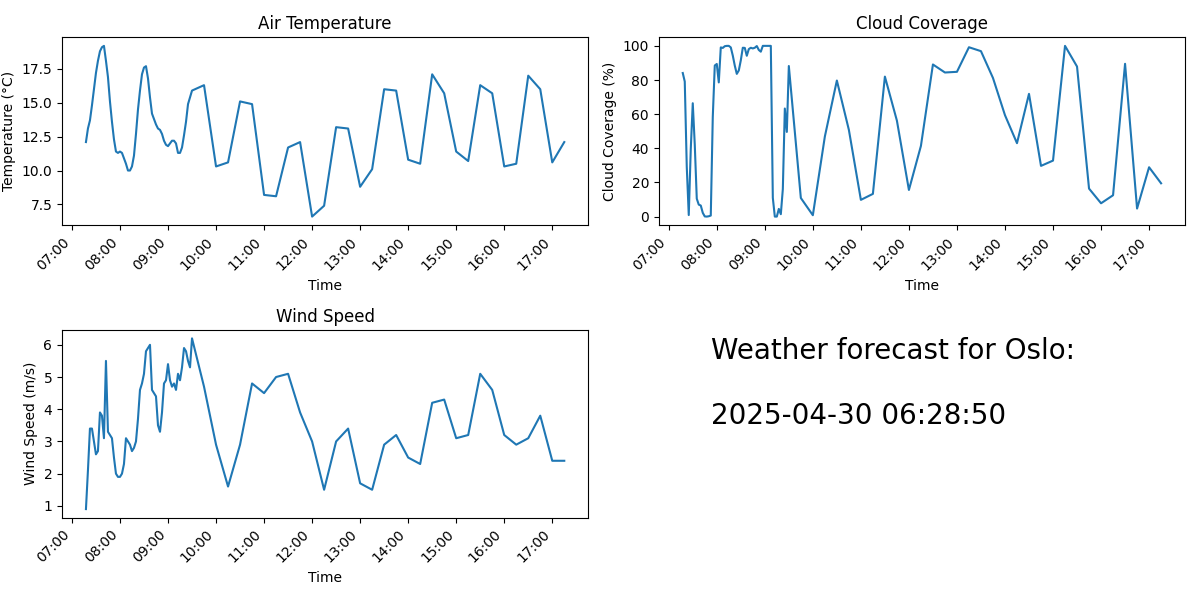 Air Temperature
Temperature (°C)
17.5
15.0
12.5
10.0
7.5
07:00 08:00 09:00 10:00 11:00 12:00 13:00 14:00 15:00 16:00 17:00
Time
Cloud Coverage
Cloud Coverage (%)
100
80
60
40
20
0
07:00 08:00 09:00 10:00 11:00 12:00 13:00 14:00 15:00 16:00 17:00
Time
Wind Speed
Wind Speed (m/s)
6
5
4
3
2
1
07:00 08:00 09:00 10:00 11:00 12:00 13:00 14:00 15:00 16:00 17:00
Time
Weather forecast for Oslo:
2025-04-30 06:28:50